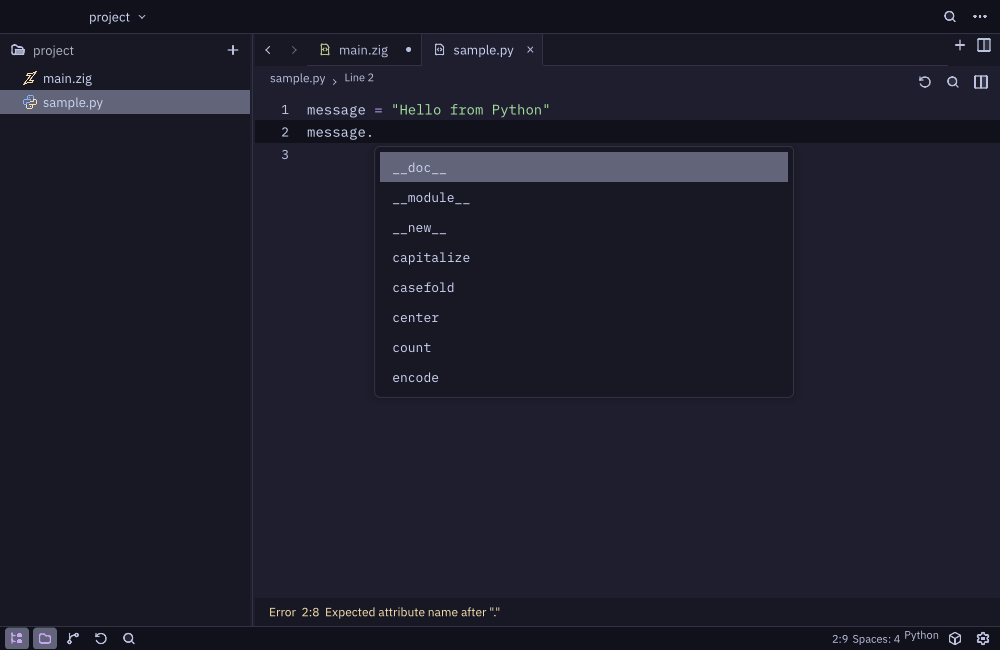 project
project
main.zig
sample.py
main.zig
sample.py
sample.py
Line 2
1 message = "Hello from Python"
2 message.
3
__doc__
__module__
__new__
capitalize
casefold
center
count
encode
Error 2:8 Expected attribute name after "."
2:9 Spaces: 4 Python